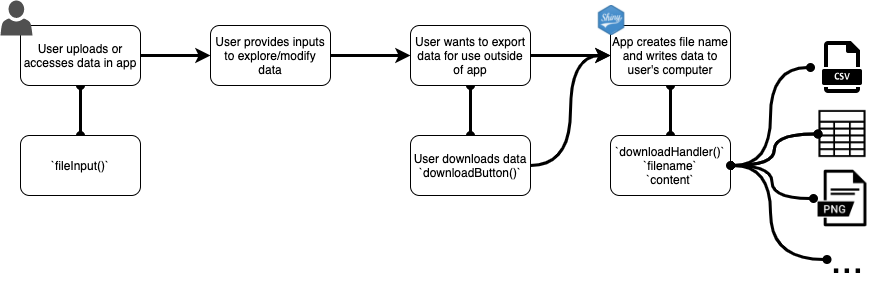 User uploads or
accesses data in app
User provides inputs
to explore/modify
data
User wants to export
data for use outside
of app
Shiny
App creates file name
and writes data to
user's computer
`fileInput()`
User downloads data
`downloadButton()`
`downloadHandler()`
`filename`
`content`
CSV
PNG
...